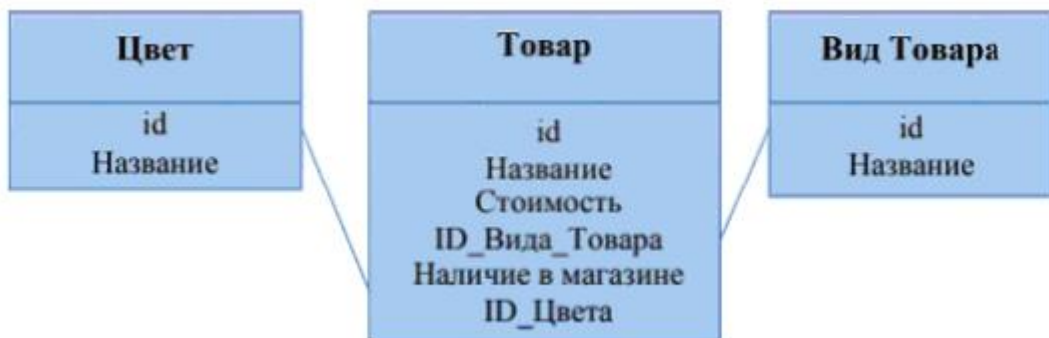 Цвет
id
Название
Товар
id
Название
Стоимость
ID_Вида_Товара
Наличие в магазине
ID_Цвета
Вид Товара
id
Название